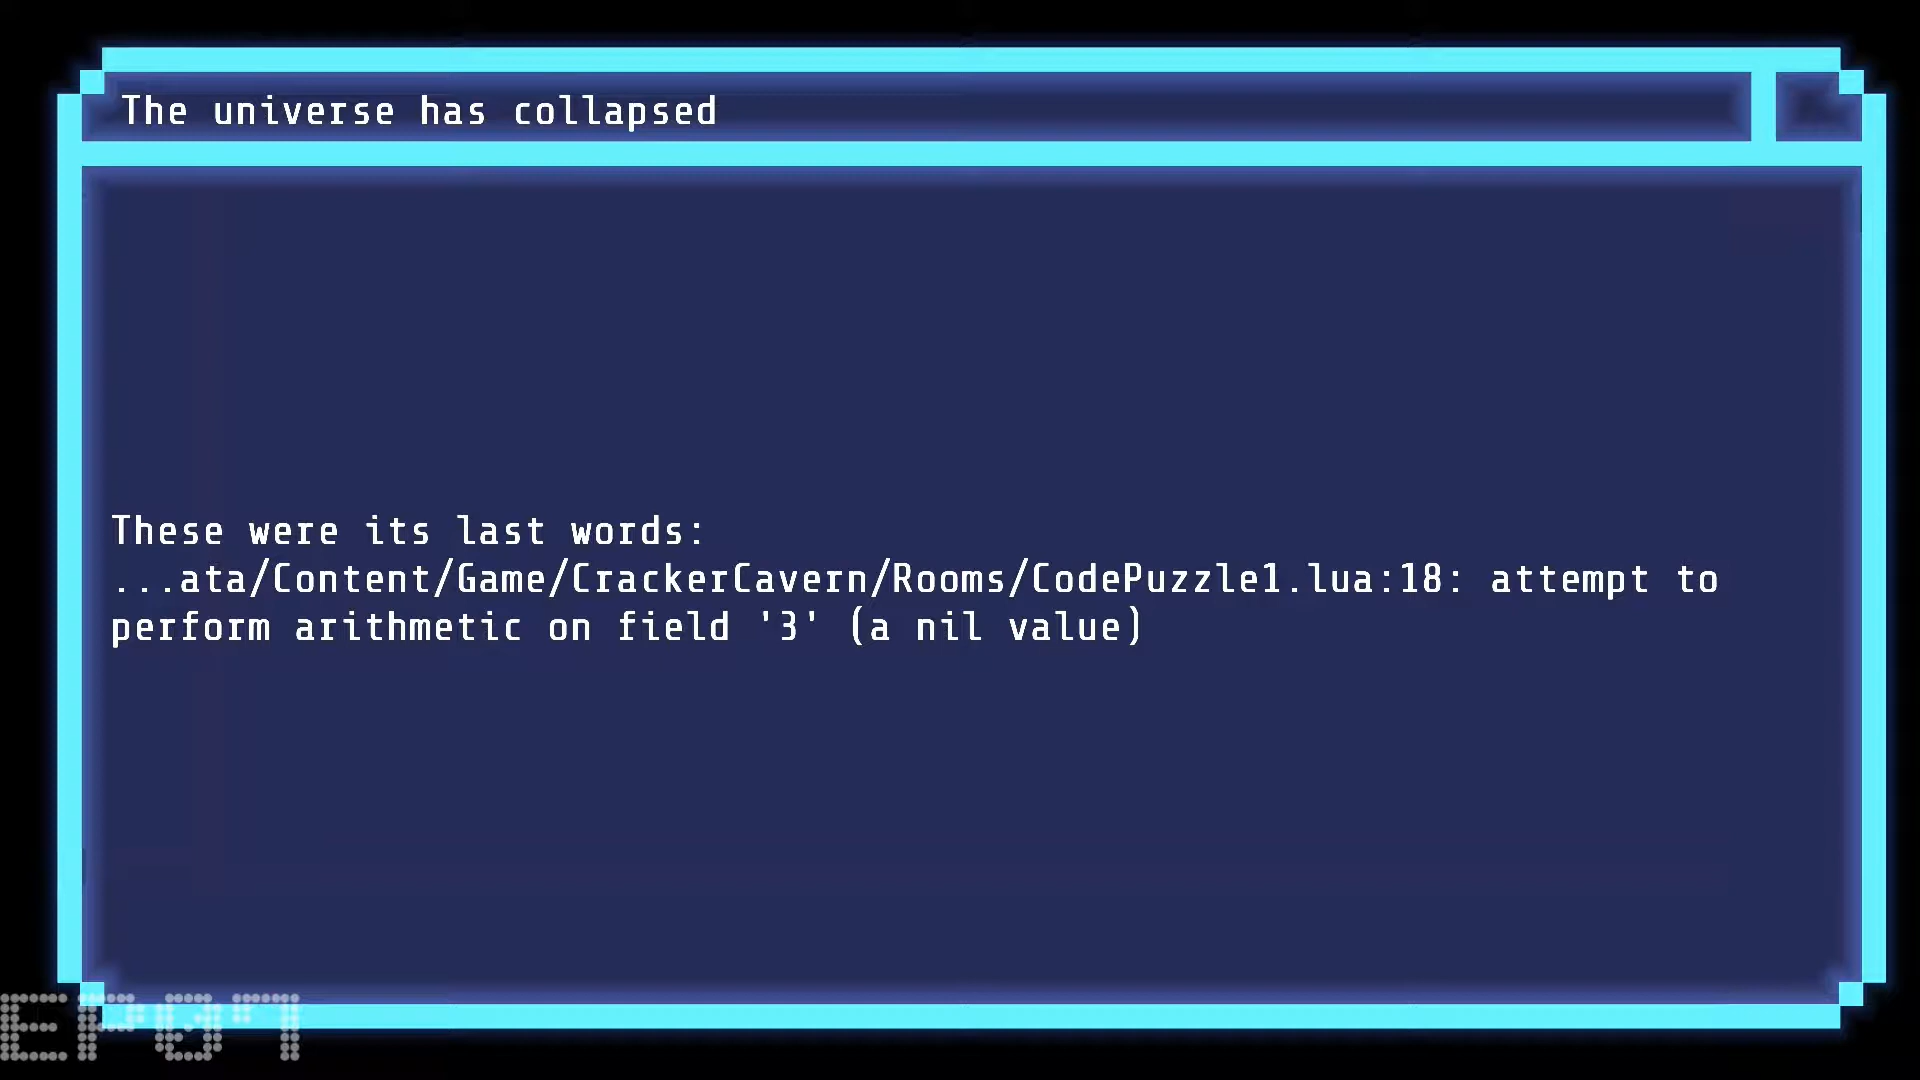 The universe has collapsed
These were its last words:
...ata/Content/Game/CrackerCavern/Rooms/CodePuzzle1.lua:18: attempt to
perform arithmetic on field '3' (a nil value)
EP07